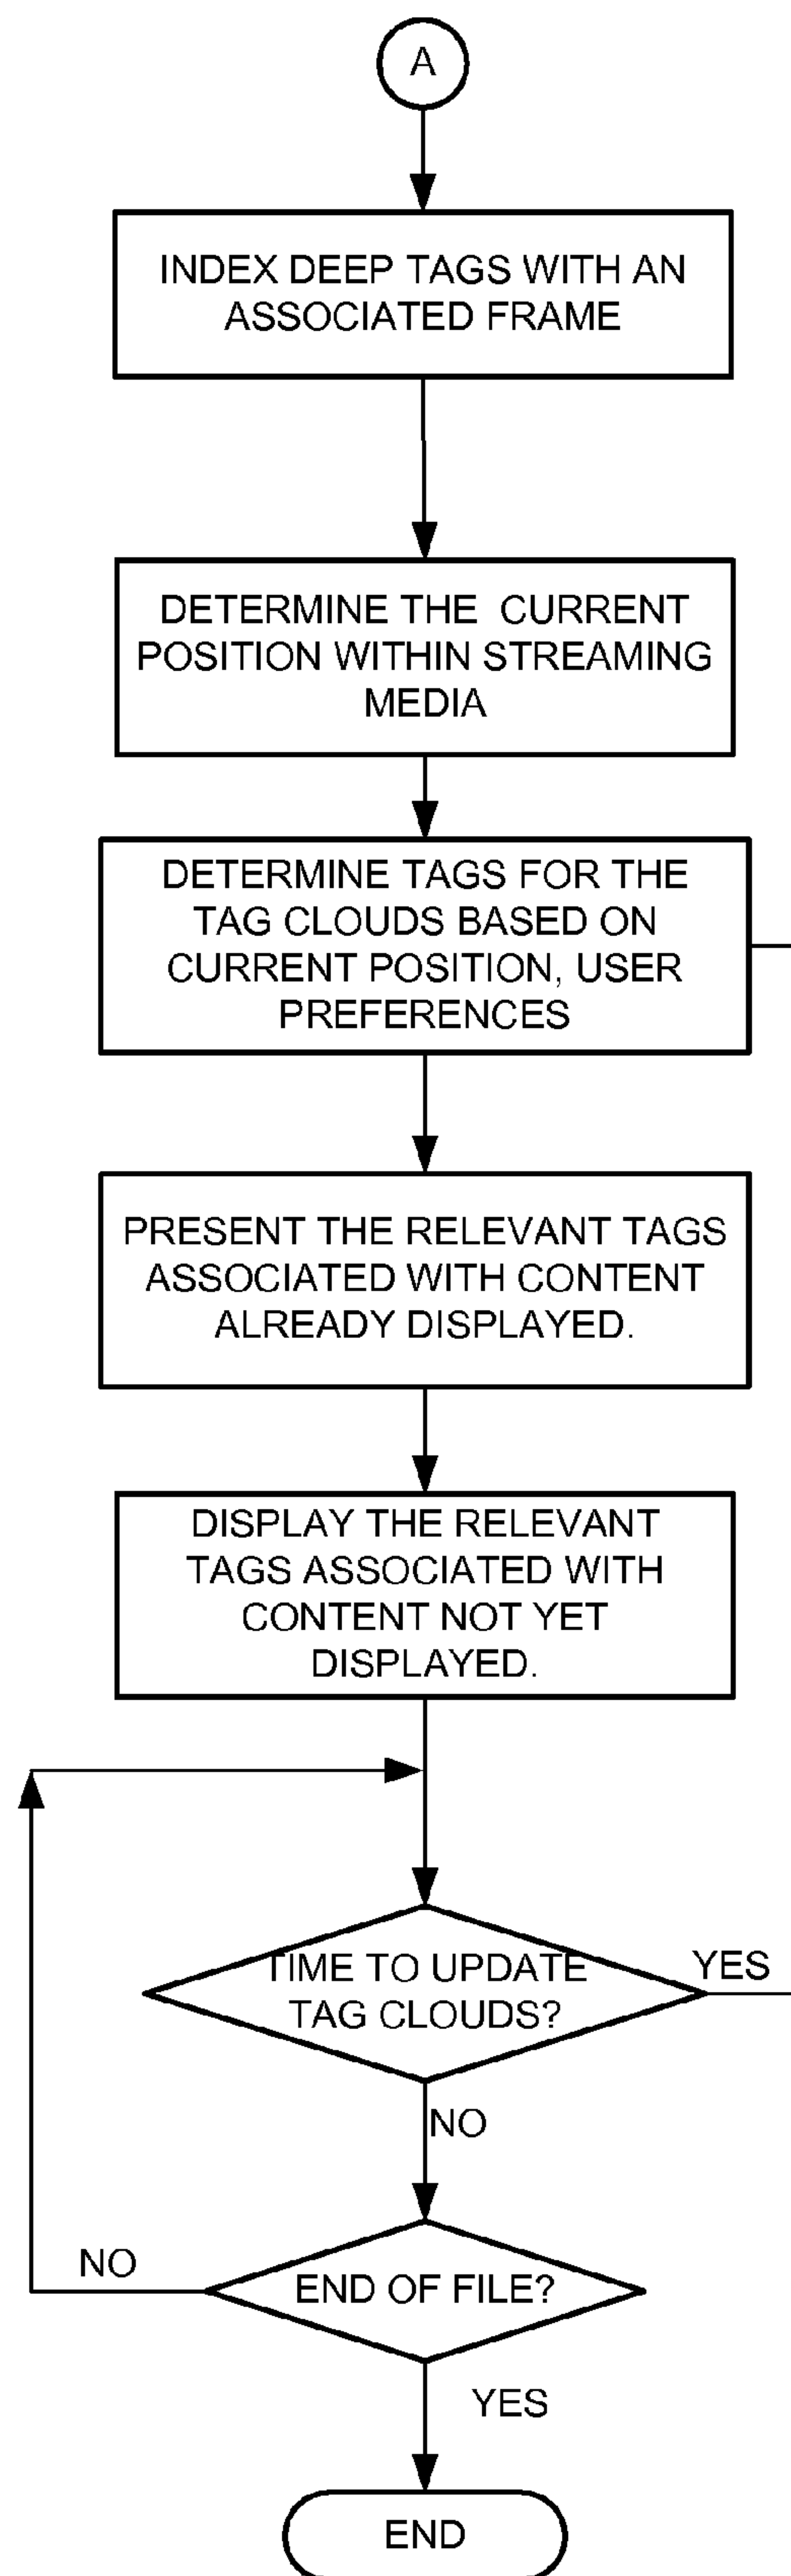 A
INDEX DEEP TAGS WITH AN
ASSOCIATED FRAME
DETERMINE THE CURRENT
POSITION WITHIN STREAMING
MEDIA
DETERMINE TAGS FOR THE
TAG CLOUDS BASED ON
CURRENT POSITION, USER
PREFERENCES
PRESENT THE RELEVANT TAGS
ASSOCIATED WITH CONTENT
ALREADY DISPLAYED.
DISPLAY THE RELEVANT
TAGS ASSOCIATED WITH
CONTENT NOT YET
DISPLAYED.
TIME TO UPDATE
TAG CLOUDS?
YES
NO
END OF FILE?
NO
YES
END